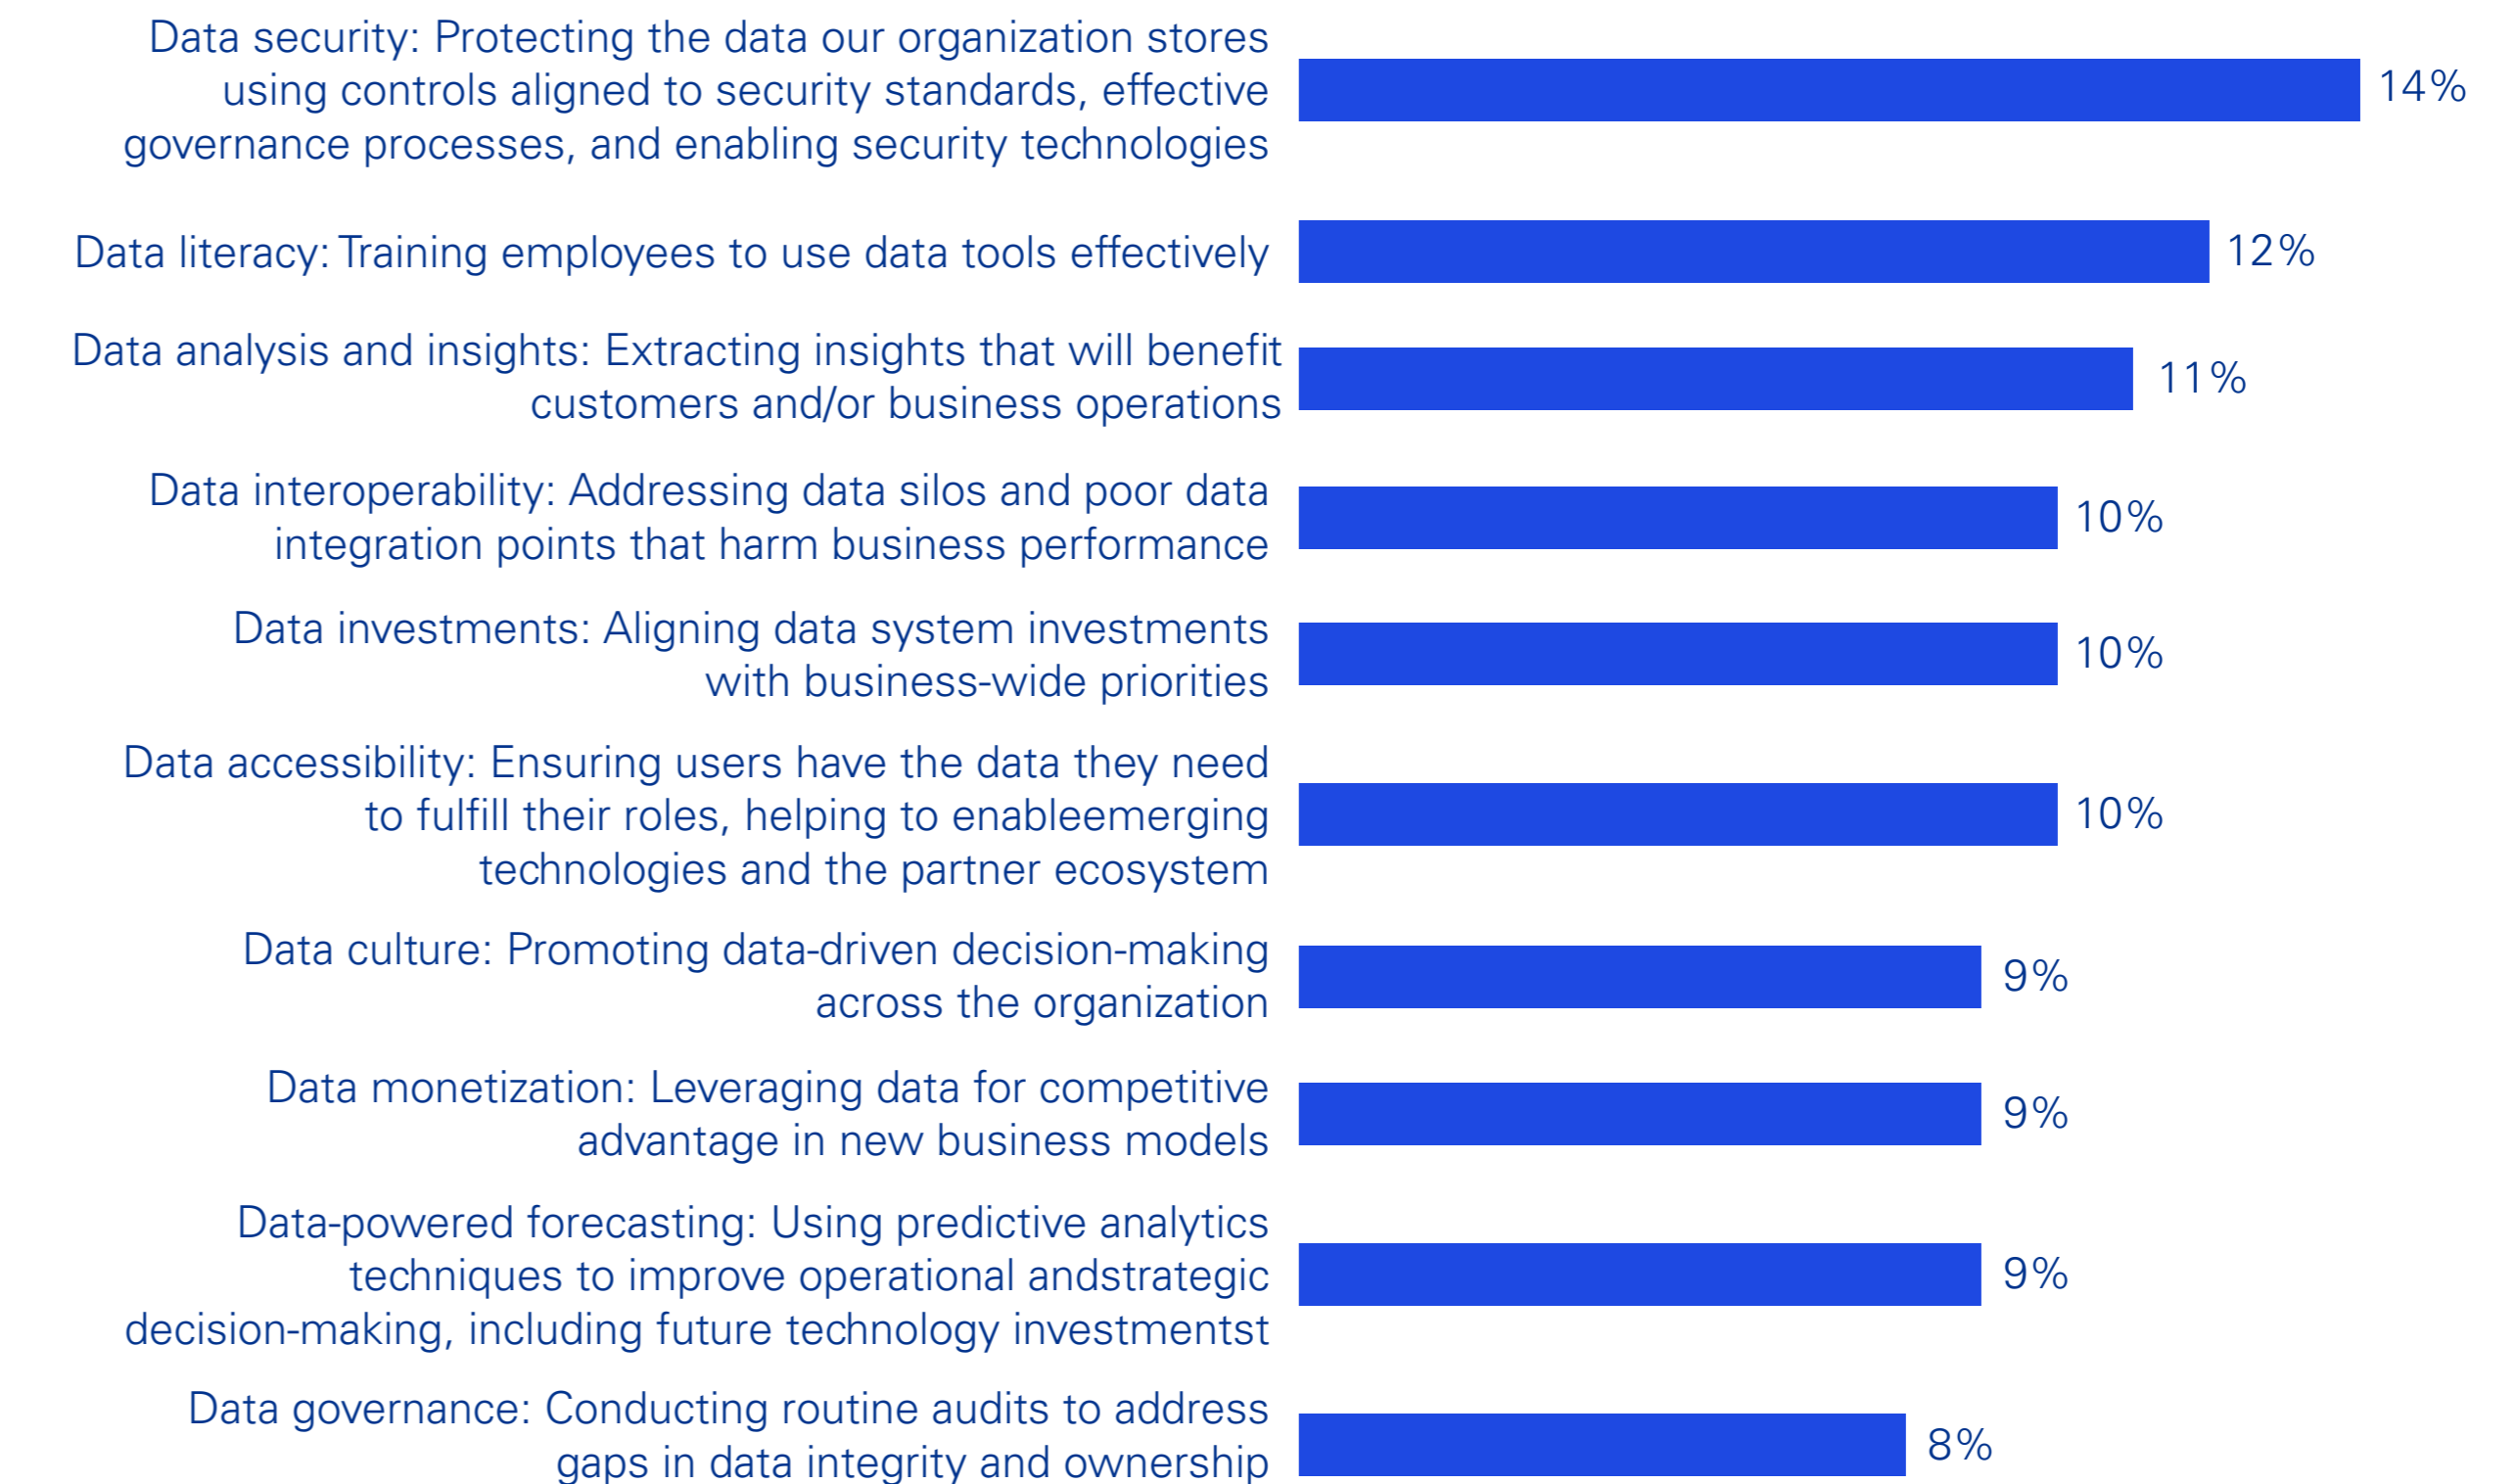 Data security: Protecting the data our organization stores
using controls aligned to security standards, effective
governance processes, and enabling security technologies
14%
Data literacy: Training employees to use data tools effectively
12%
Data analysis and insights: Extracting insights that will benefit
customers and/or business operations
11%
Data interoperability: Addressing data silos and poor data
integration points that harm business performance
10%
Data investments: Aligning data system investments
with business-wide priorities
10%
Data accessibility: Ensuring users have the data they need
to fulfill their roles, helping to enableemerging
technologies and the partner ecosystem
10%
Data culture: Promoting data-driven decision-making
across the organization
9%
Data monetization: Leveraging data for competitive
advantage in new business models
9%
Data-powered forecasting: Using predictive analytics
techniques to improve operational andstrategic
decision-making, including future technology investmentst
9%
Data governance: Conducting routine audits to address
gaps in data integrity and ownership
8%